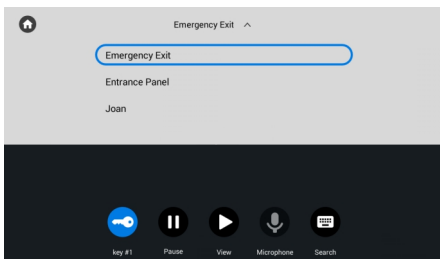 Emergency Exit
Emergency Exit
Entrance Panel
Joan
key #1 Pause View Microphone Search